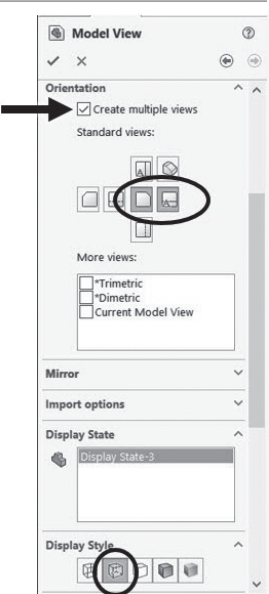 Model View
Orientation
Create multiple views
Standard views:
More views:
*Trimetric
*Dimetric
Current Model View
Mirror
Import options
Display State
Display State-3
Display Style